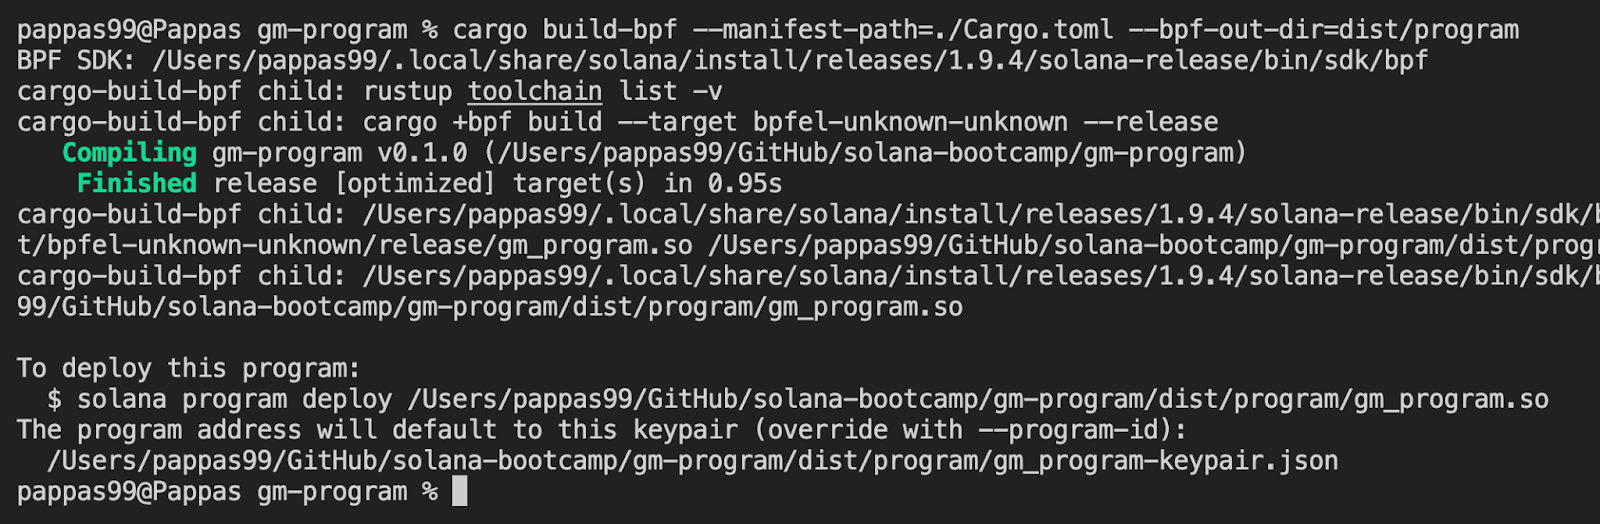 pappas99@Pappas gm-program % cargo build-bpf --manifest-path=./Cargo.toml --bpf-out-dir=dist/program
BPF SDK: /Users/pappas99/.local/share/solana/install/releases/1.9.4/solana-release/bin/sdk/bpf
cargo-build-bpf child: rustup toolchain list -v
cargo-build-bpf child: cargo +bpf build --target bpfel-unknown-unknown --release
   Compiling gm-program v0.1.0 (/Users/pappas99/GitHub/solana-bootcamp/gm-program)
    Finished release [optimized] target(s) in 0.95s
cargo-build-bpf child: /Users/pappas99/.local/share/solana/install/releases/1.9.4/solana-release/bin/sdk/b
t/bpfel-unknown-unknown/release/gm_program.so /Users/pappas99/GitHub/solana-bootcamp/gm-program/dist/prog
cargo-build-bpf child: /Users/pappas99/.local/share/solana/install/releases/1.9.4/solana-release/bin/sdk/b
99/GitHub/solana-bootcamp/gm-program/dist/program/gm_program.so

To deploy this program:
  $ solana program deploy /Users/pappas99/GitHub/solana-bootcamp/gm-program/dist/program/gm_program.so
The program address will default to this keypair (override with --program-id):
  /Users/pappas99/GitHub/solana-bootcamp/gm-program/dist/program/gm_program-keypair.json
pappas99@Pappas gm-program %